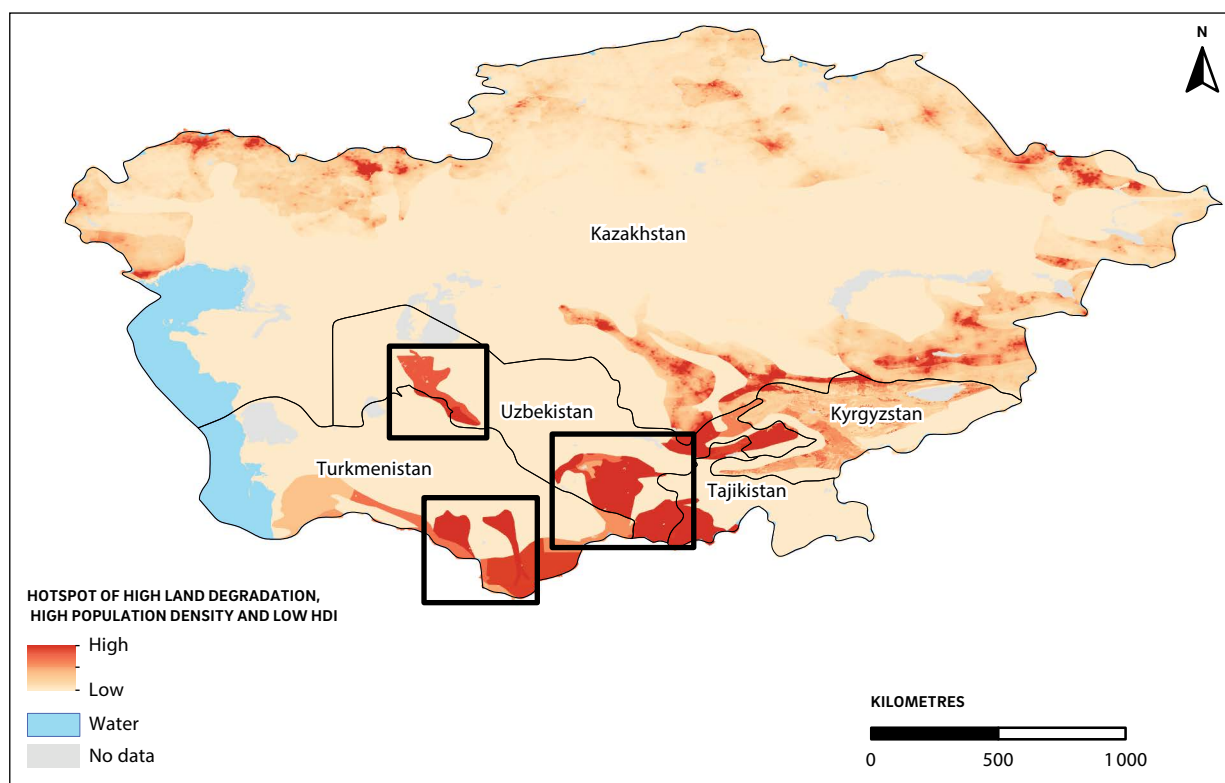 N
Kazakhstan
Uzbekistan
Kyrgyzstan
Turkmenistan
Tajikistan
HOTSPOT OF HIGH LAND DEGRADATION,
HIGH POPULATION DENSITY AND LOW HDI
High
Low
Water
No data
KILOMETRES
0 500 1 000